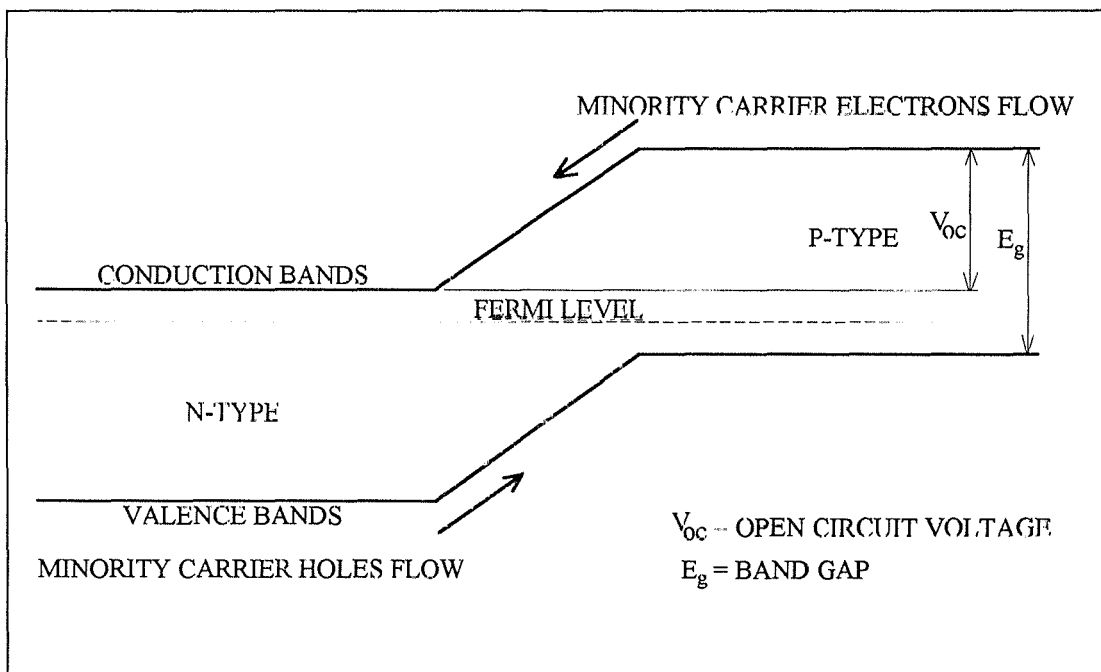 MINORITY CARRIER ELECTRONS FLOW
P-TYPE
Voc
Eg
CONDUCTION BANDS
FERMI LEVEL
N-TYPE
VALENCE BANDS
MINORITY CARRIER HOLES FLOW
Voc – OPEN CIRCUIT VOLTAGE
Eg = BAND GAP